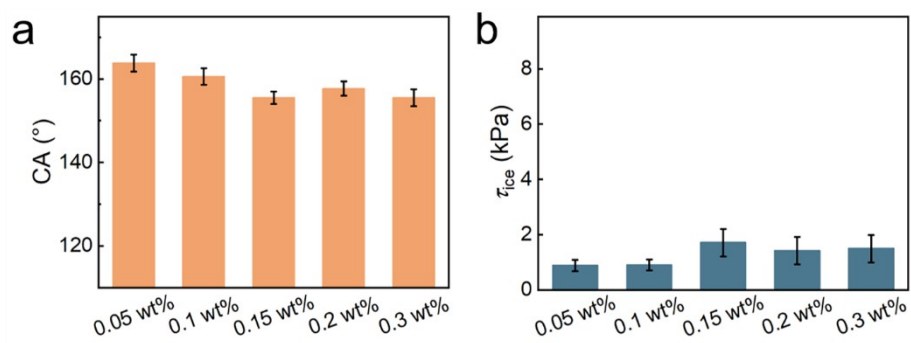 a
CA (°)
160
140
120
0.05 wt%
0.1 wt%
0.15 wt%
0.2 wt%
0.3 wt%
b
τice (kPa)
8
6
4
2
0
0.05 wt%
0.1 wt%
0.15 wt%
0.2 wt%
0.3 wt%